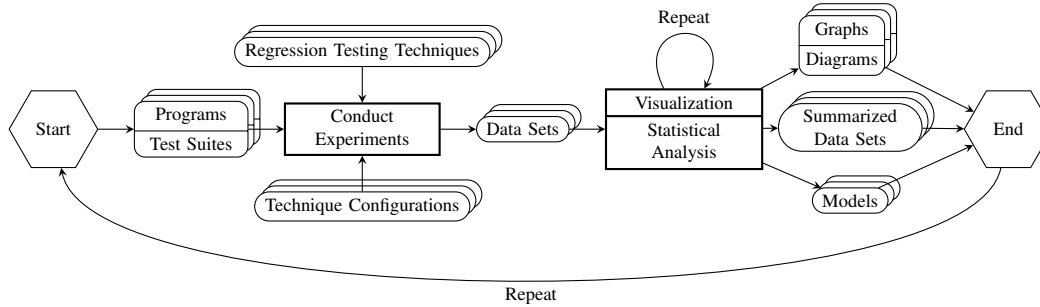 Start
Programs
Test Suites
Regression Testing Techniques
Conduct
Experiments
Technique Configurations
Data Sets
Repeat
Visualization
Statistical
Analysis
Graphs
Diagrams
Summarized
Data Sets
Models
End
Repeat